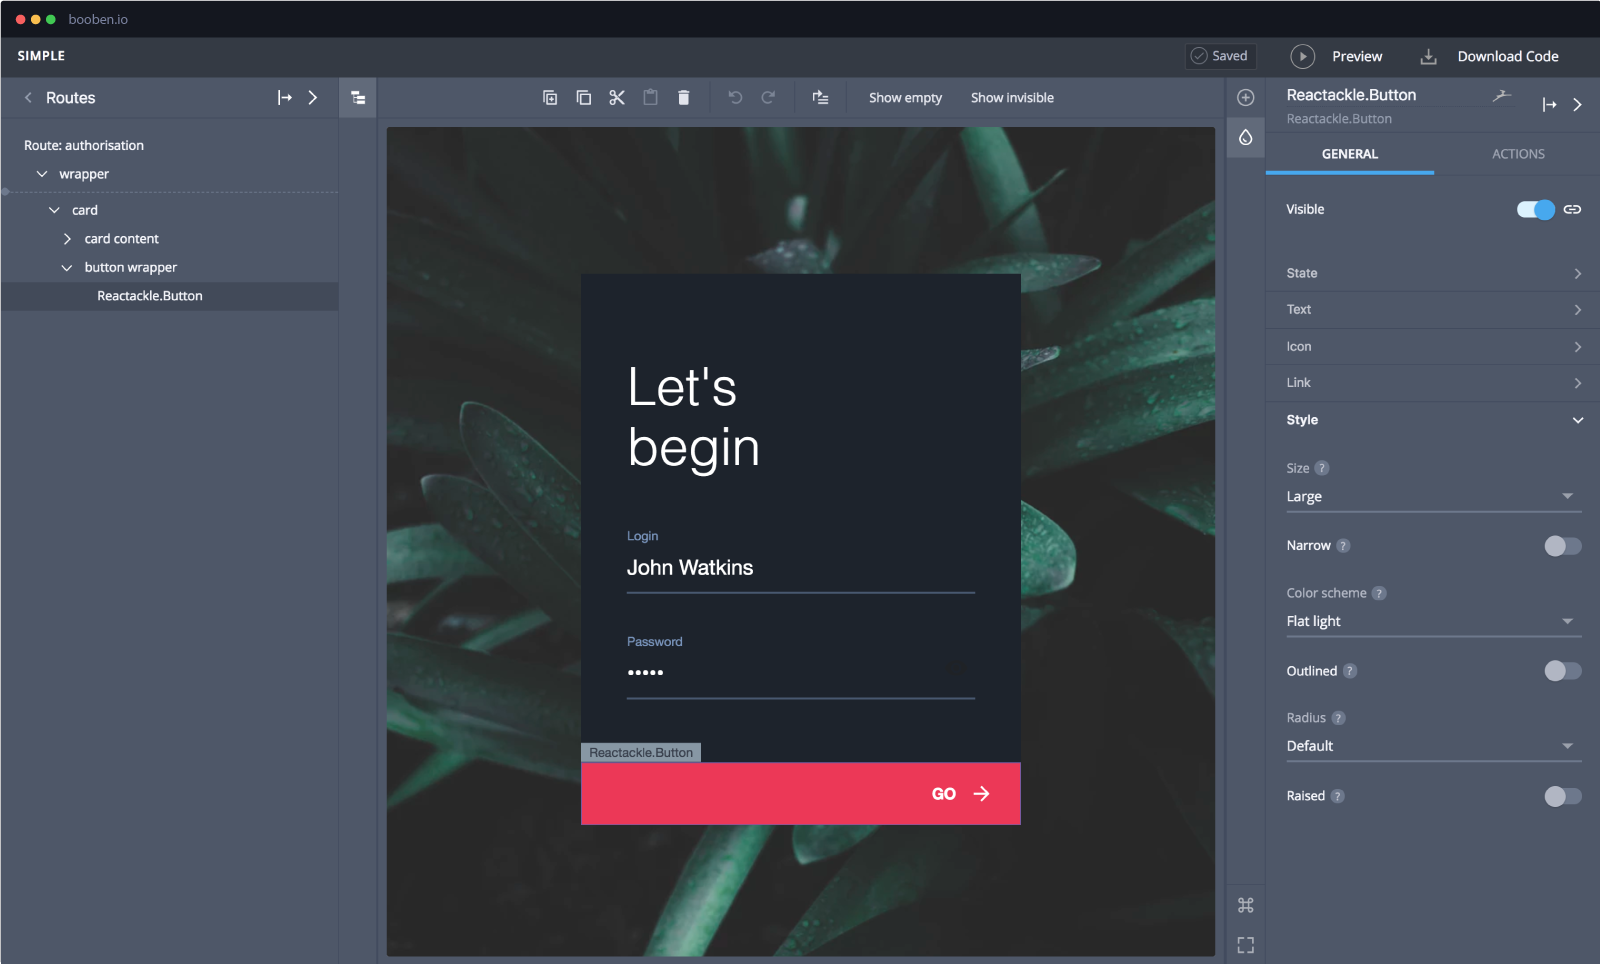 booben.io
SIMPLE
Saved
Preview
Download Code
Routes
Show empty
Show invisible
Route: authorisation
wrapper
card
card content
button wrapper
Reactackle.Button
Let's
begin
Login
John Watkins
Password
•••••
Reactackle.Button
GO
Reactackle.Button
Reactackle.Button
GENERAL
ACTIONS
Visible
State
Text
Icon
Link
Style
Size ?
Large
Narrow ?
Color scheme ?
Flat light
Outlined ?
Radius ?
Default
Raised ?